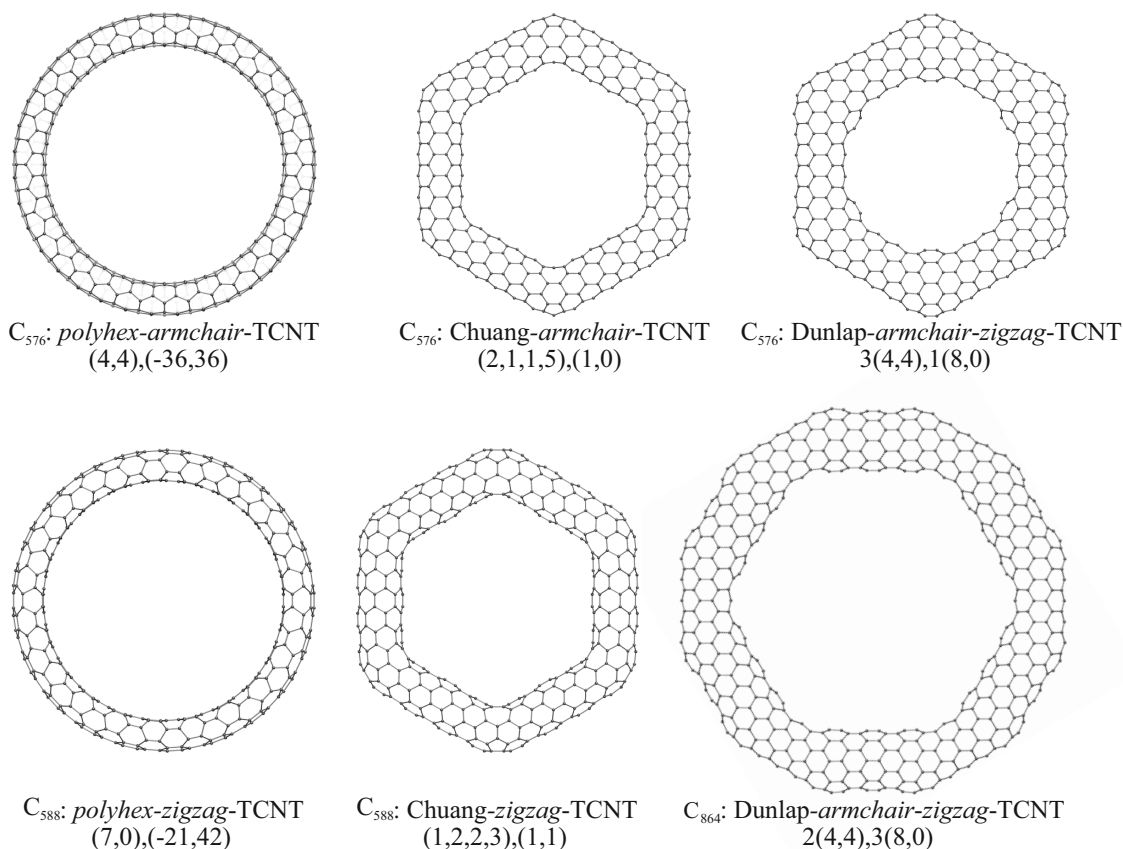 C₅₇₆: polyhex-armchair-TCNT
(4,4),(-36,36)
C₅₇₆: Chuang-armchair-TCNT
(2,1,1,5),(1,0)
C₅₇₆: Dunlap-armchair-zigzag-TCNT
3(4,4),1(8,0)
C₅₈₈: polyhex-zigzag-TCNT
(7,0),(-21,42)
C₅₈₈: Chuang-zigzag-TCNT
(1,2,2,3),(1,1)
C₈₆₄: Dunlap-armchair-zigzag-TCNT
2(4,4),3(8,0)